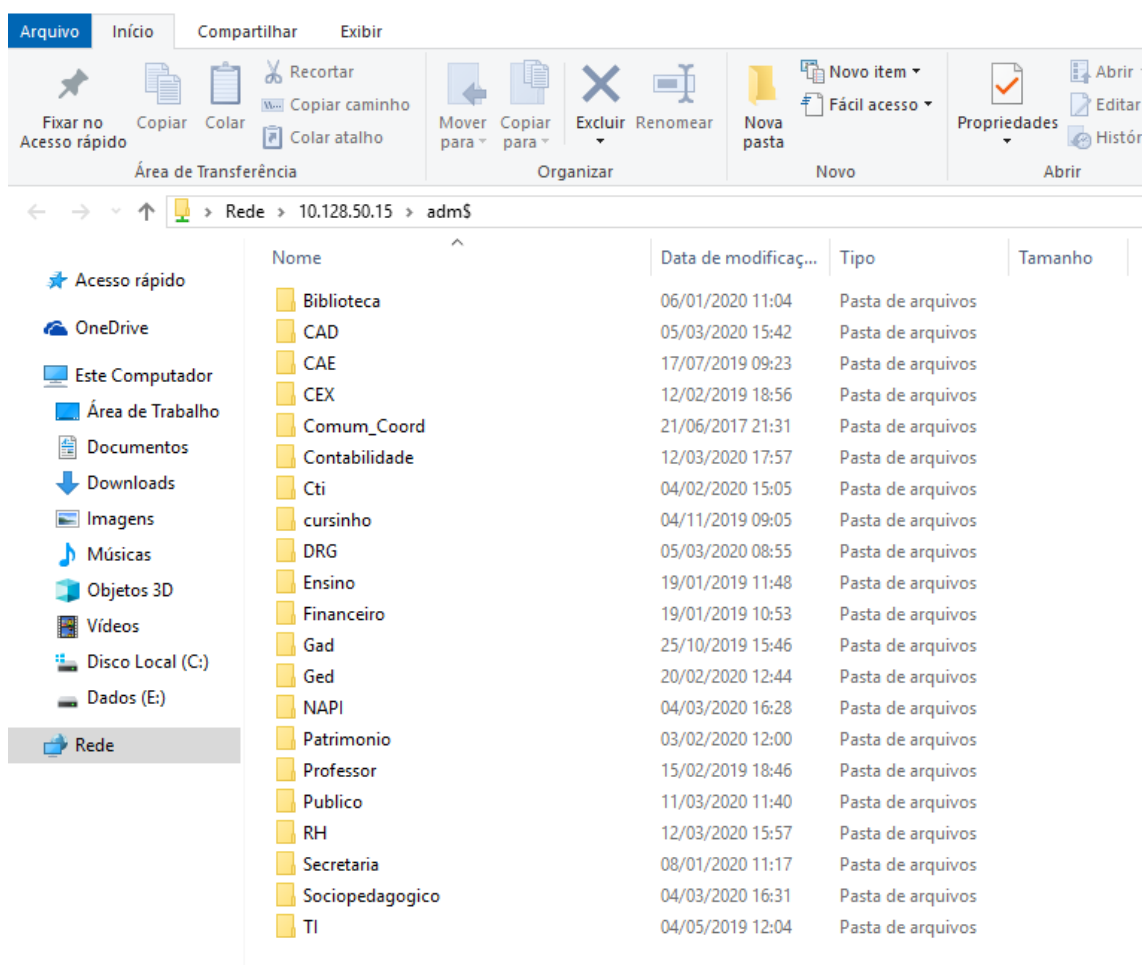 Arquivo Início Compartilhar Exibir
Recortar
Copiar caminho
Colar atalho
Fixar no
Acesso rápido
Copiar
Colar
Área de Transferência
Mover
para
Copiar
para
Excluir
Renomear
Organizar
Nova
pasta
Novo item
Fácil acesso
Novo
Propriedades
Abrir
Editar
Histór
Abrir
Rede > 10.128.50.15 > adm$
Acesso rápido
OneDrive
Este Computador
Área de Trabalho
Documentos
Downloads
Imagens
Músicas
Objetos 3D
Vídeos
Disco Local (C:)
Dados (E:)
Rede
Nome Data de modificaç... Tipo Tamanho
Biblioteca 06/01/2020 11:04 Pasta de arquivos
CAD 05/03/2020 15:42 Pasta de arquivos
CAE 17/07/2019 09:23 Pasta de arquivos
CEX 12/02/2019 18:56 Pasta de arquivos
Comum_Coord 21/06/2017 21:31 Pasta de arquivos
Contabilidade 12/03/2020 17:57 Pasta de arquivos
Cti 04/02/2020 15:05 Pasta de arquivos
cursinho 04/11/2019 09:05 Pasta de arquivos
DRG 05/03/2020 08:55 Pasta de arquivos
Ensino 19/01/2019 11:48 Pasta de arquivos
Financeiro 19/01/2019 10:53 Pasta de arquivos
Gad 25/10/2019 15:46 Pasta de arquivos
Ged 20/02/2020 12:44 Pasta de arquivos
NAPI 04/03/2020 16:28 Pasta de arquivos
Patrimonio 03/02/2020 12:00 Pasta de arquivos
Professor 15/02/2019 18:46 Pasta de arquivos
Publico 11/03/2020 11:40 Pasta de arquivos
RH 12/03/2020 15:57 Pasta de arquivos
Secretaria 08/01/2020 11:17 Pasta de arquivos
Sociopedagogico 04/03/2020 16:31 Pasta de arquivos
TI 04/05/2019 12:04 Pasta de arquivos